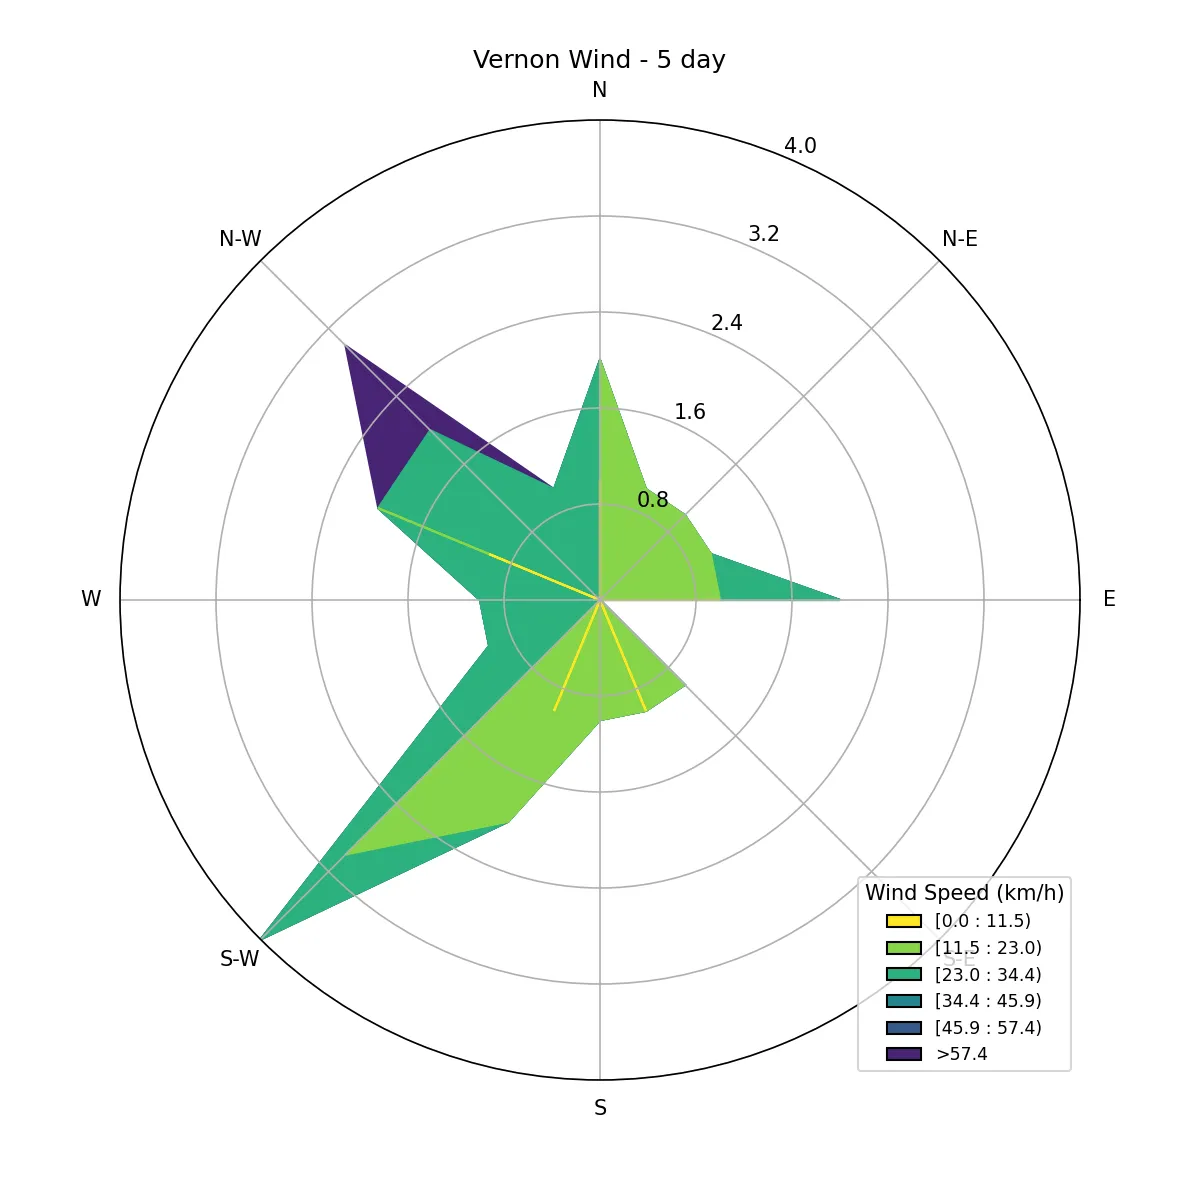 Vernon Wind - 5 day
N
4.0
N-W
3.2
N-E
2.4
1.6
0.8
W
E
Wind Speed (km/h)
[0.0 : 11.5)
[11.5 : 23.0)
S-W
S-E
[23.0 : 34.4)
[34.4 : 45.9)
[45.9 : 57.4)
>57.4
S